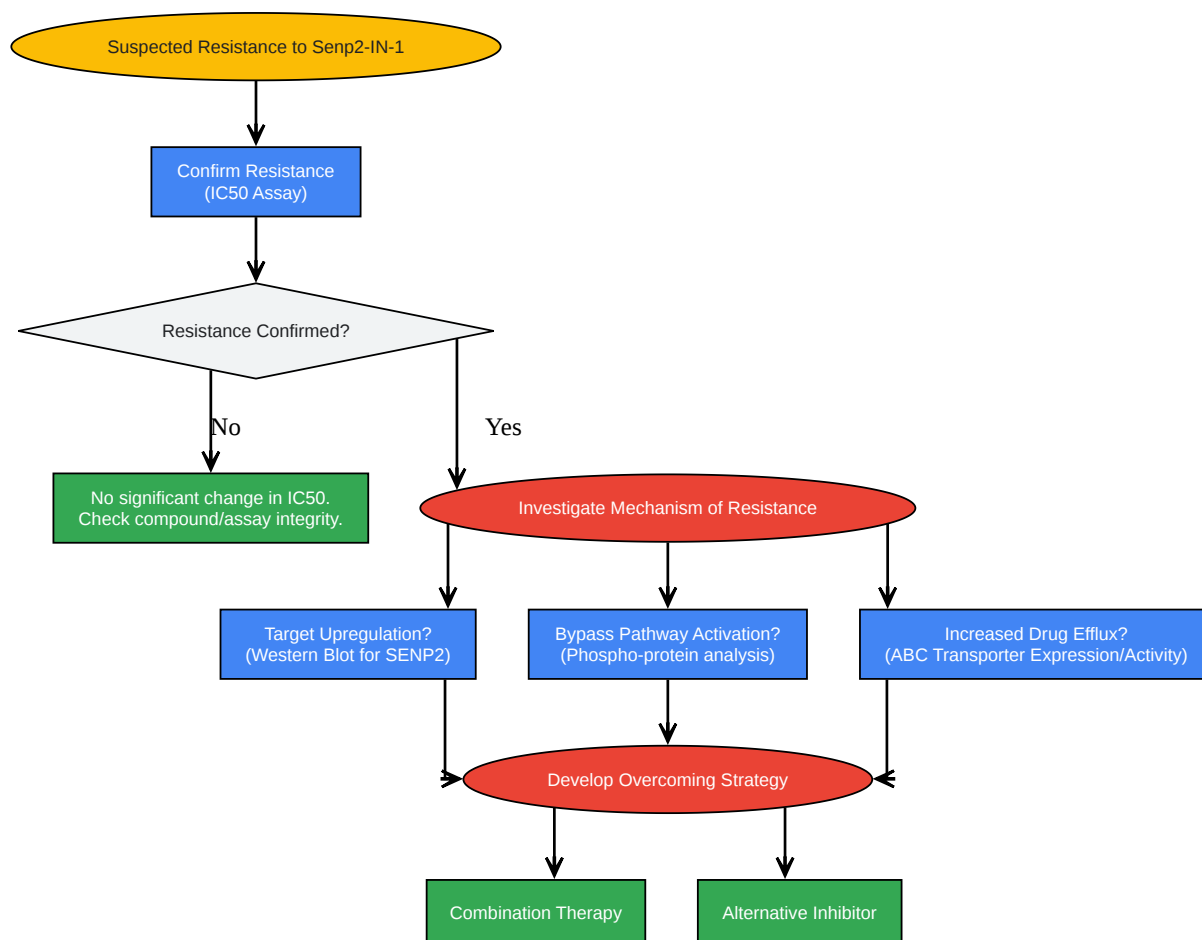 Suspected Resistance to Senp2-IN-1
Confirm Resistance
(IC50 Assay)
Resistance Confirmed?
No
Yes
No significant change in IC50.
Check compound/assay integrity.
Investigate Mechanism of Resistance
Target Upregulation?
(Western Blot for SENP2)
Bypass Pathway Activation?
(Phospho-protein analysis)
Increased Drug Efflux?
(ABC Transporter Expression/Activity)
Develop Overcoming Strategy
Combination Therapy
Alternative Inhibitor